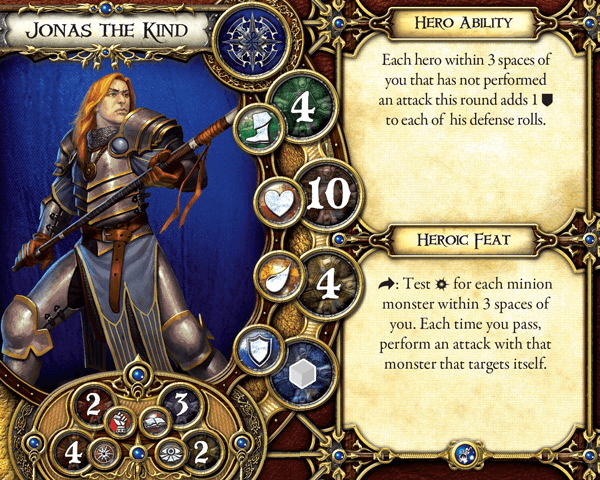 Jonas the Kind
4
10
4
2
3
4
2
Hero Ability
Each hero within 3 spaces of
you that has not performed
an attack this round adds 1
to each of his defense rolls.
Heroic Feat
: Test for each minion
monster within 3 spaces of
you. Each time you pass,
perform an attack with that
monster that targets itself.